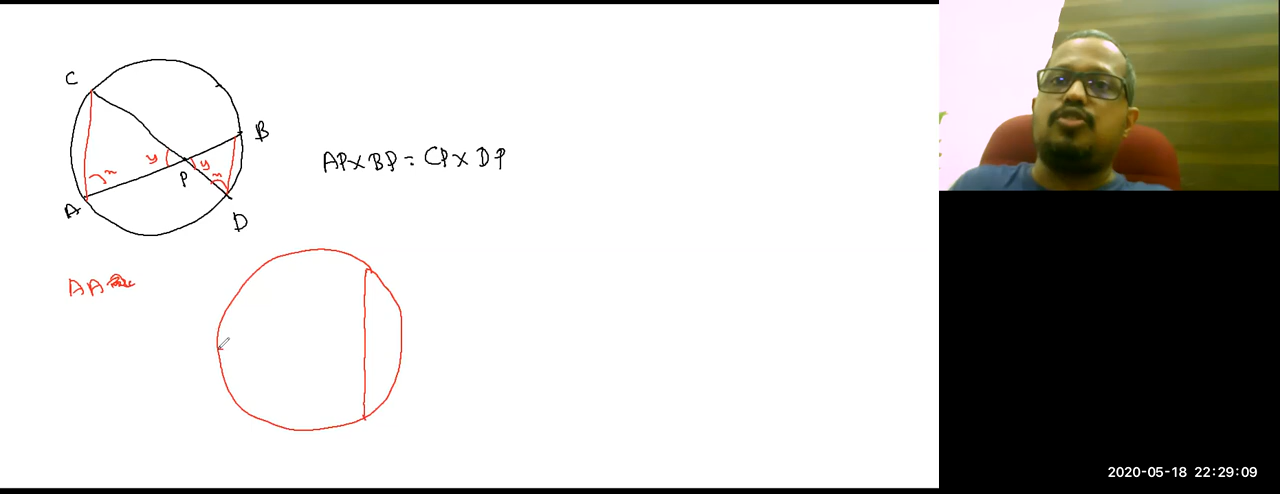 C
B
AP x BP = CP x DP
y
y
x
P
x
A
D
AA
2020-05-18 22:29:09